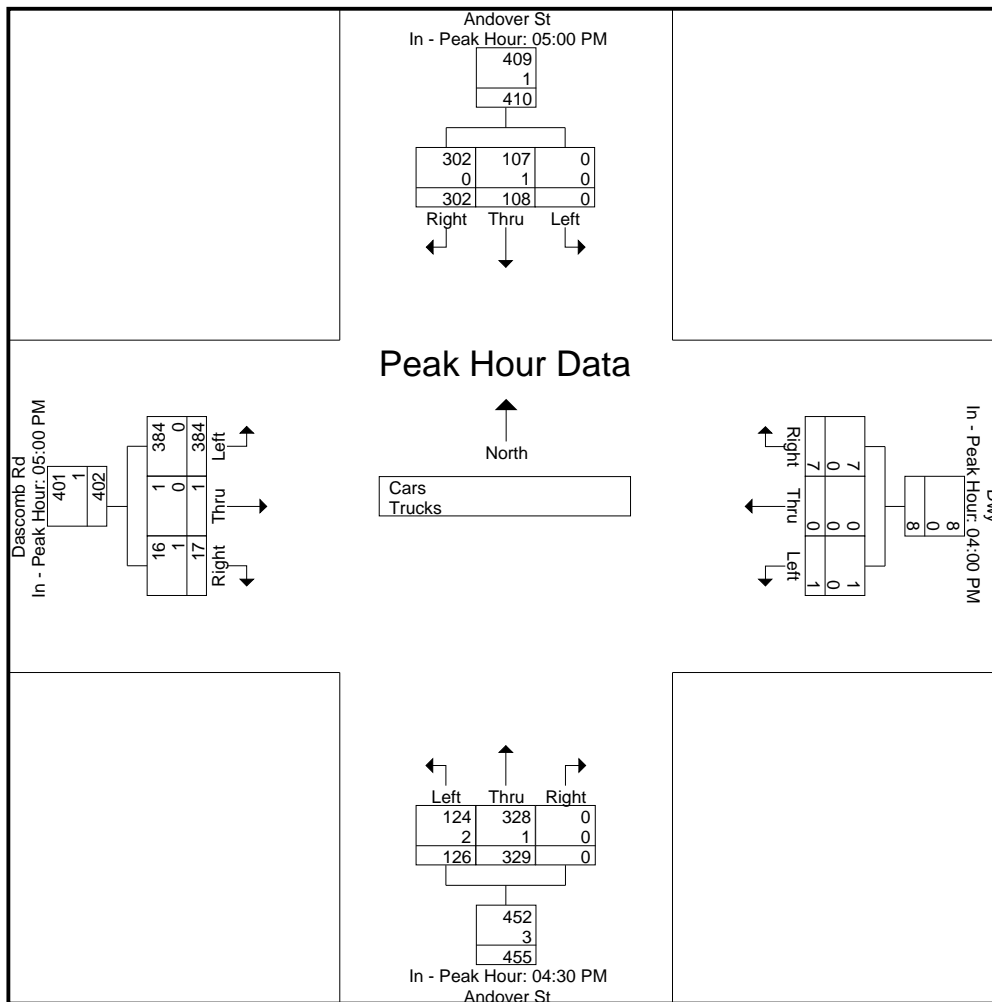 Andover St
In - Peak Hour: 05:00 PM
409
1
410
302 107 0
0 1 0
302 108 0
Right Thru Left
Peak Hour Data
North
Cars
Trucks
Dascomb Rd
In - Peak Hour: 05:00 PM
401
1
402
384 0 384
Left
1 0 1
Thru
16 1 17
Right
Right
7 0 7
Thru
0 0 0
Left
1 0 1
8
0
8
In - Peak Hour: 04:00 PM
Dwy
Left Thru Right
124 328 0
2 1 0
126 329 0
452
3
455
In - Peak Hour: 04:30 PM
Andover St